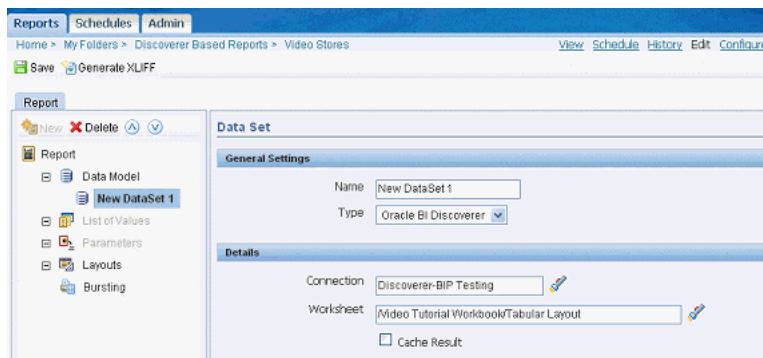 Reports Schedules Admin
Home > My Folders > Discoverer Based Reports > Video Stores View Schedule History Edit Configure
Save Generate XLIFF
Report
New Delete
Data Set
Report
General Settings
Data Model
Name New DataSet 1
New DataSet 1
Type Oracle BI Discoverer
List of Values
Parameters
Details
Layouts
Connection Discoverer-BIP Testing
Bursting
Worksheet /Video Tutorial Workbook/Tabular Layout
Cache Result